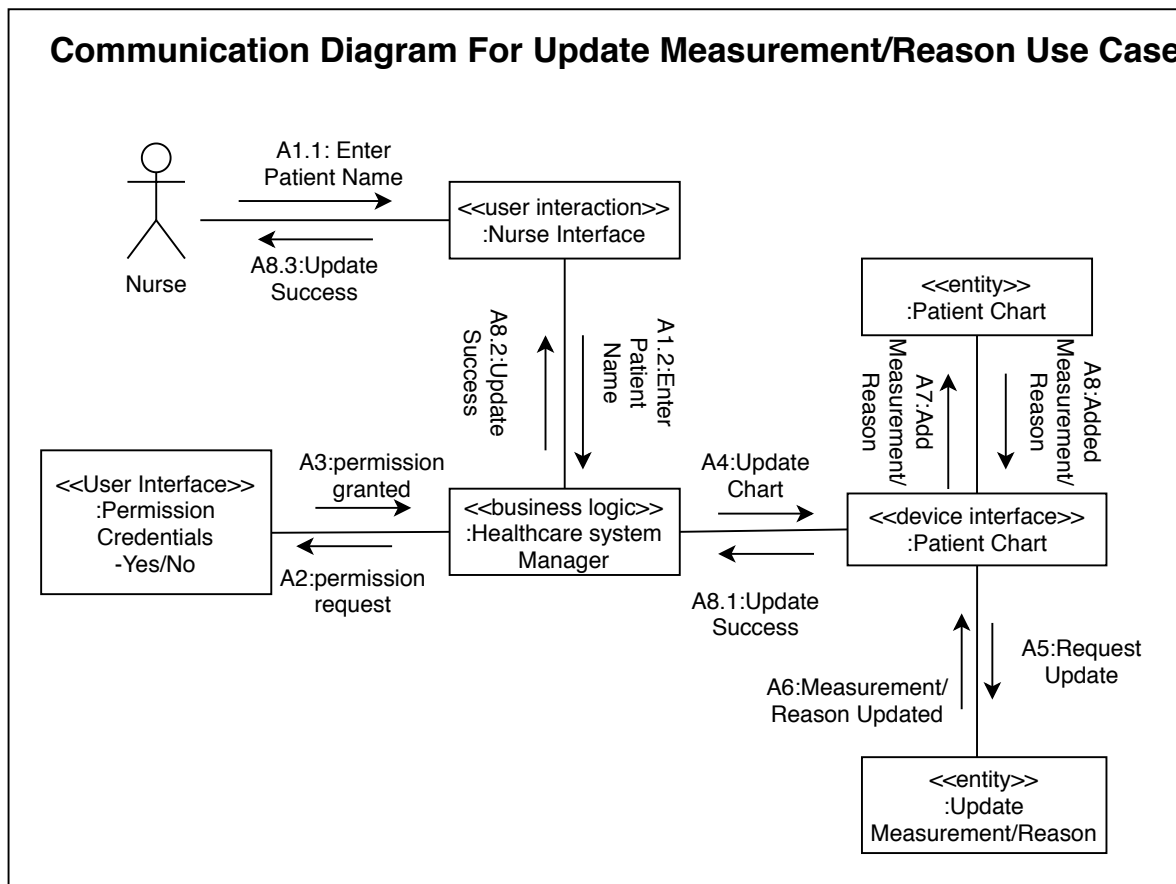 Communication Diagram For Update Measurement/Reason Use Case
A1.1: Enter
Patient Name
Nurse
<<user interaction>>
:Nurse Interface
A8.3:Update
Success
<<entity>>
:Patient Chart
A8.2:Update
Success
A1.2:Enter
Patient
Name
A7:Add
Measurement/
Reason
A8:Added
Measurement/
Reason
<<User Interface>>
:Permission
Credentials
-Yes/No
A3:permission
granted
A2:permission
request
<<business logic>>
:Healthcare system
Manager
A4:Update
Chart
A8.1:Update
Success
<<device interface>>
:Patient Chart
A6:Measurement/
Reason Updated
A5:Request
Update
<<entity>>
:Update
Measurement/Reason